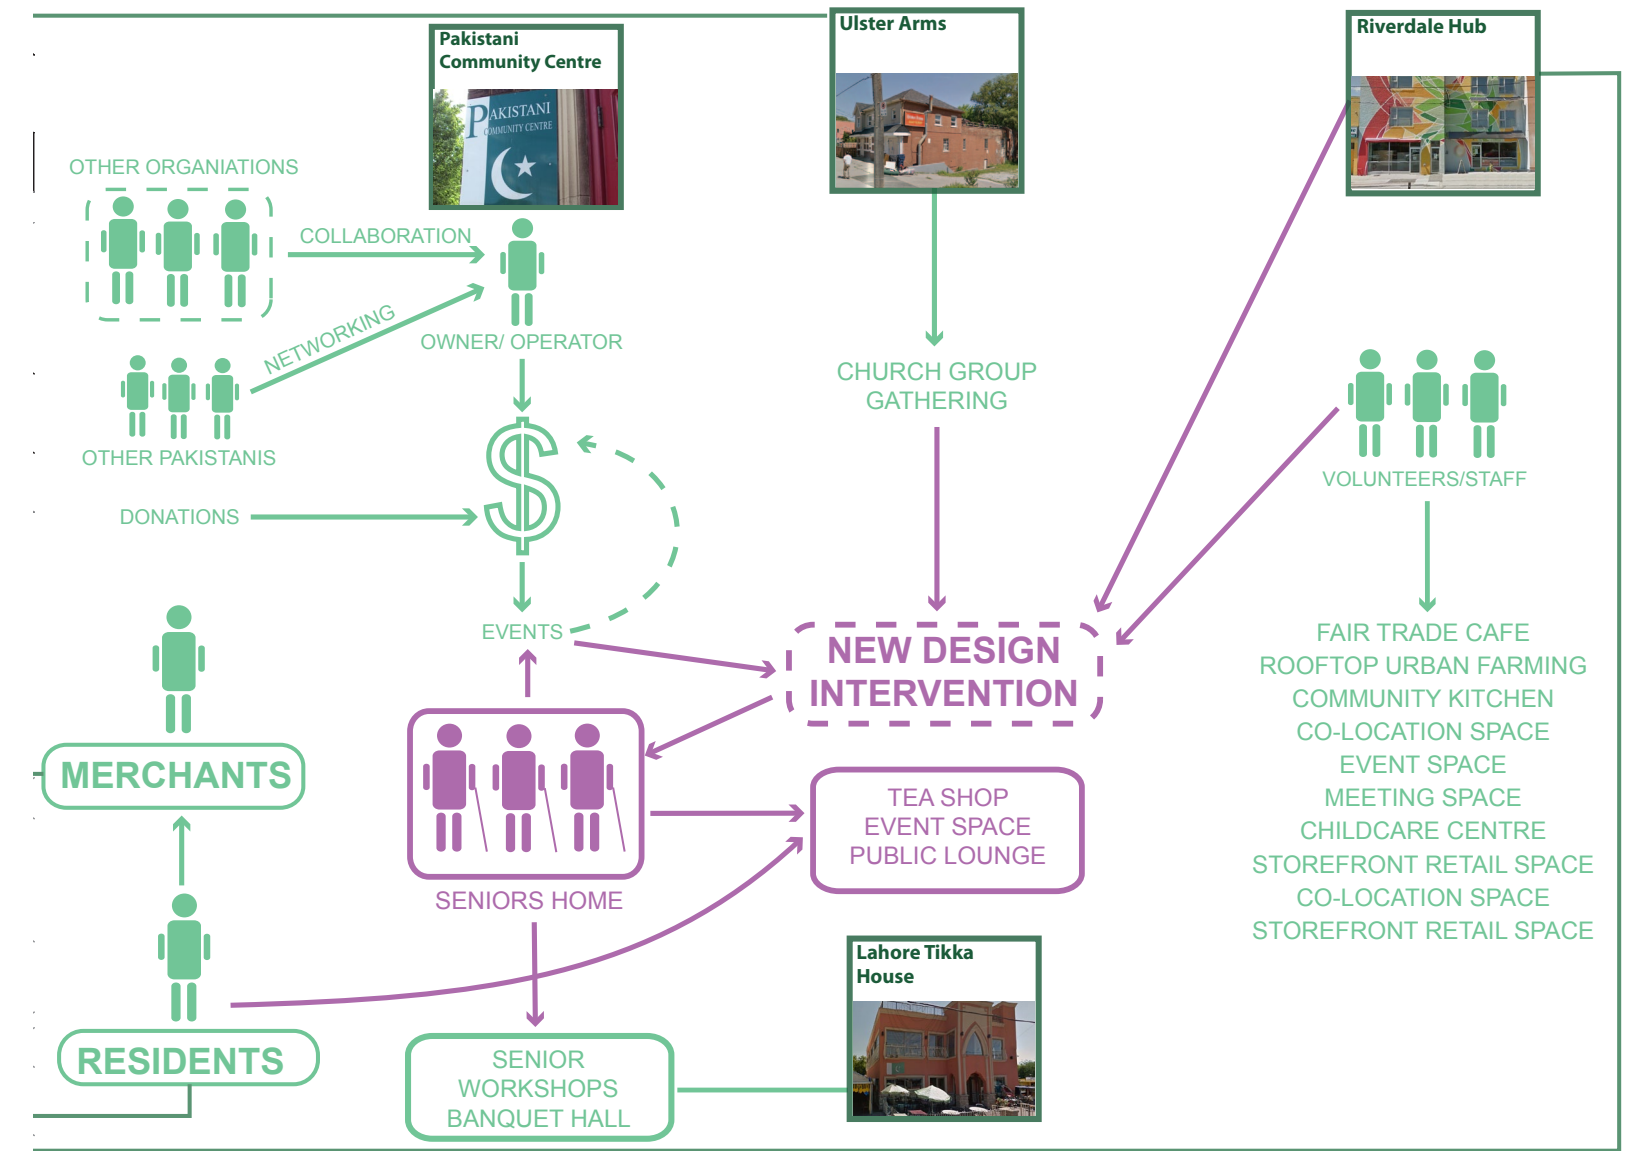 Pakistani
Community Centre
PAKISTANI
COMMUNITY CENTRE
Ulster Arms
Riverdale Hub
OTHER ORGANIATIONS
COLLABORATION
NETWORKING
OWNER/ OPERATOR
OTHER PAKISTANIS
DONATIONS
$
EVENTS
CHURCH GROUP
GATHERING
VOLUNTEERS/STAFF
NEW DESIGN
INTERVENTION
FAIR TRADE CAFE
ROOFTOP URBAN FARMING
COMMUNITY KITCHEN
CO-LOCATION SPACE
EVENT SPACE
MEETING SPACE
CHILDCARE CENTRE
STOREFRONT RETAIL SPACE
CO-LOCATION SPACE
STOREFRONT RETAIL SPACE
MERCHANTS
SENIORS HOME
TEA SHOP
EVENT SPACE
PUBLIC LOUNGE
RESIDENTS
SENIOR
WORKSHOPS
BANQUET HALL
Lahore Tikka
House